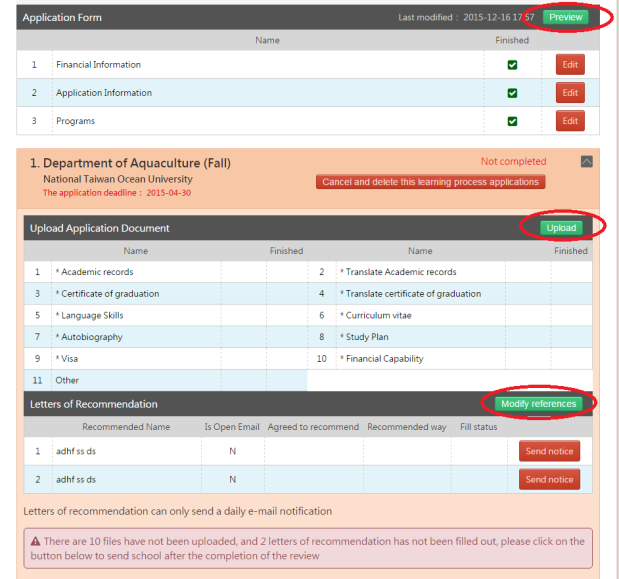 Application Form Last modified : 2015-12-16 17:57 Preview
Name Finished
1 Financial Information Edit
2 Application Information Edit
3 Programs Edit
1. Department of Aquaculture (Fall) Not completed
National Taiwan Ocean University Cancel and delete this learning process applications
The application deadline : 2015-04-30
Upload Application Document Upload
Name Finished Name Finished
1 * Academic records 2 * Translate Academic records
3 * Certificate of graduation 4 * Translate certificate of graduation
5 * Language Skills 6 * Curriculum vitae
7 * Autobiography 8 * Study Plan
9 * Visa 10 * Financial Capability
11 Other
Letters of Recommendation Modify references
Recommended Name Is Open Email Agreed to recommend Recommended way Fill status
1 adhf ss ds N Send notice
2 adhf ss ds N Send notice
Letters of recommendation can only send a daily e-mail notification
There are 10 files have not been uploaded, and 2 letters of recommendation has not been filled out, please click on the
button below to send school after the completion of the review